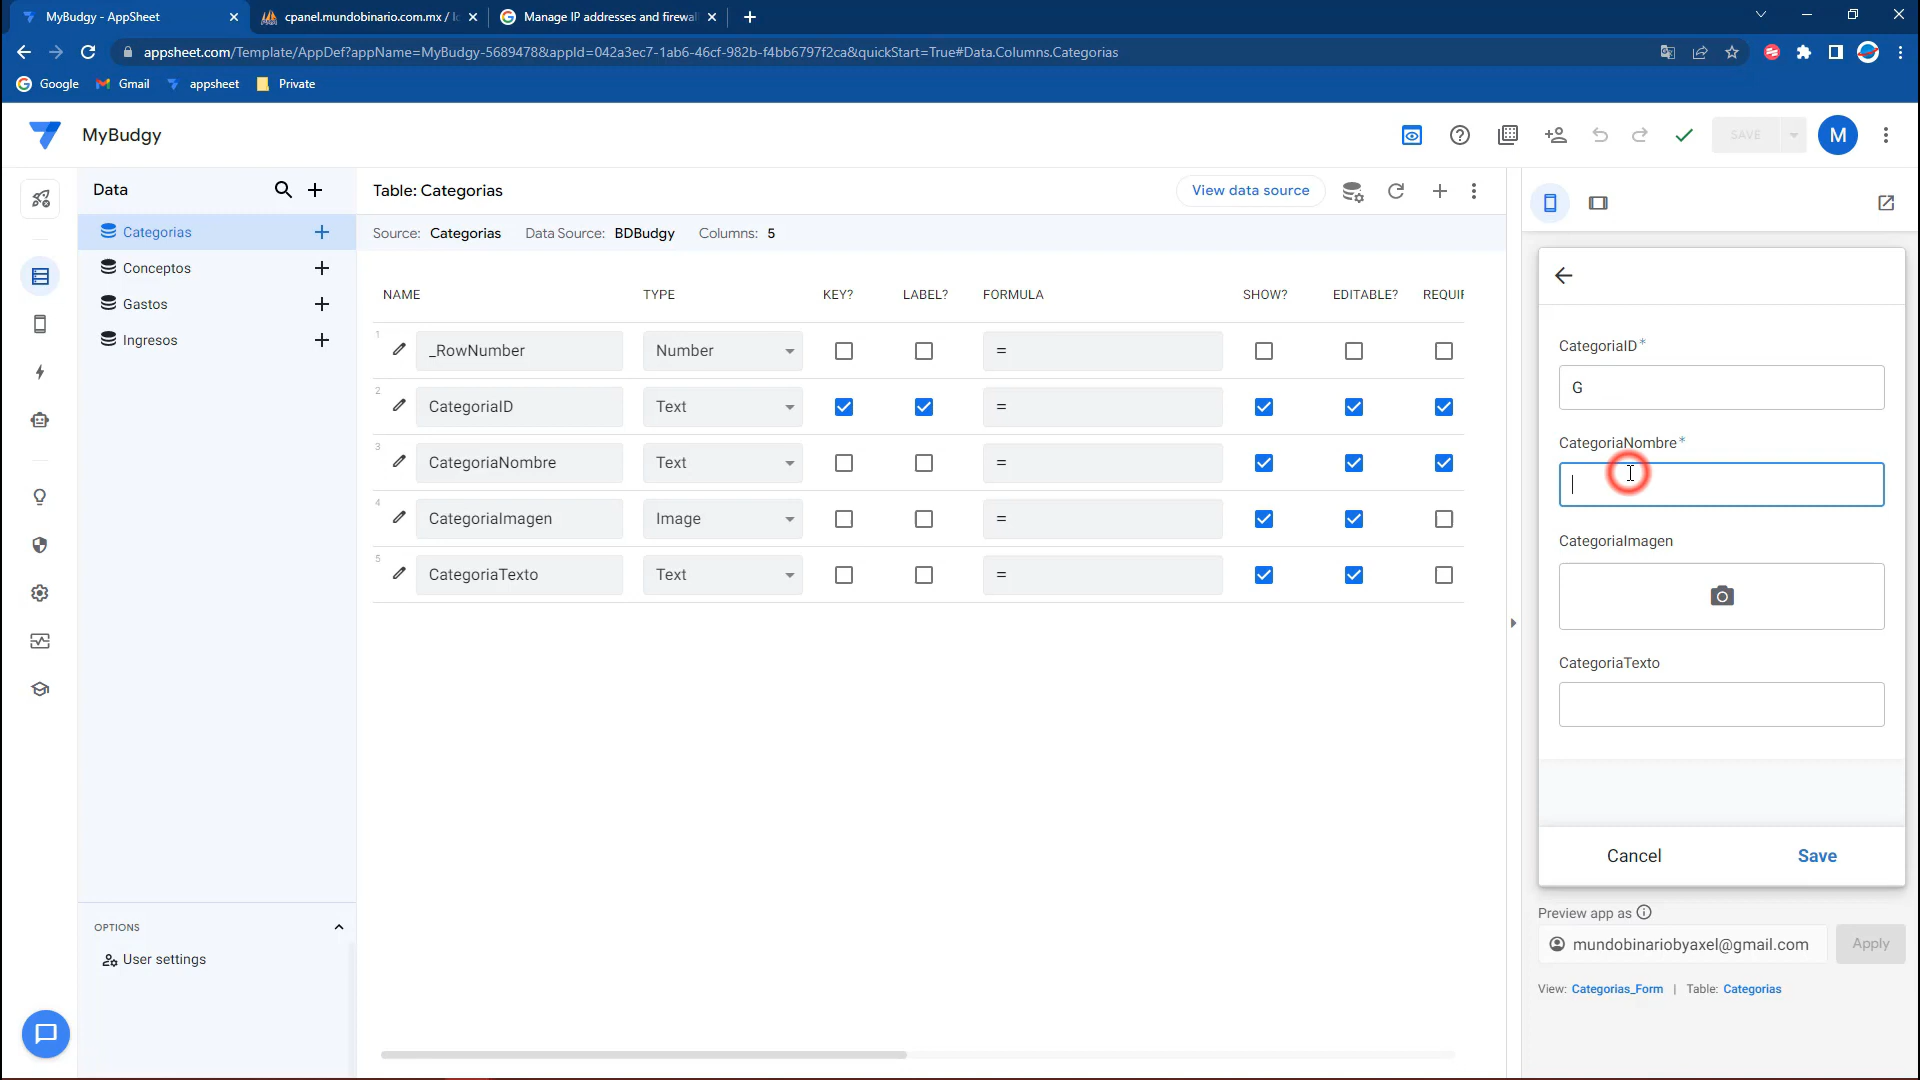 MyBudgy - AppSheet
cpanel.mundobinario.com.mx / lo
Manage IP addresses and firewal
appsheet.com/Template/AppDef?appName=MyBudgy-5689478&appId=042a3ec7-1ab6-46cf-982b-f4bb6797f2ca&quickStart=True#Data.Columns.Categorias
Google Gmail appsheet Private
MyBudgy
SAVE
M
Data
Table: Categorias
View data source
Categorias
Source: Categorias Data Source: BDBudgy Columns: 5
Conceptos
Gastos
Ingresos
NAME TYPE KEY? LABEL? FORMULA SHOW? EDITABLE? REQUIR
1 _RowNumber Number =
2 CategoriaID Text =
3 CategoriaNombre Text =
4 CategoriaImagen Image =
5 CategoriaTexto Text =
CategoriaID*
G
CategoriaNombre*
CategoriaImagen
CategoriaTexto
Cancel Save
OPTIONS
User settings
Preview app as
mundobinariobyaxel@gmail.com Apply
View: Categorias_Form | Table: Categorias